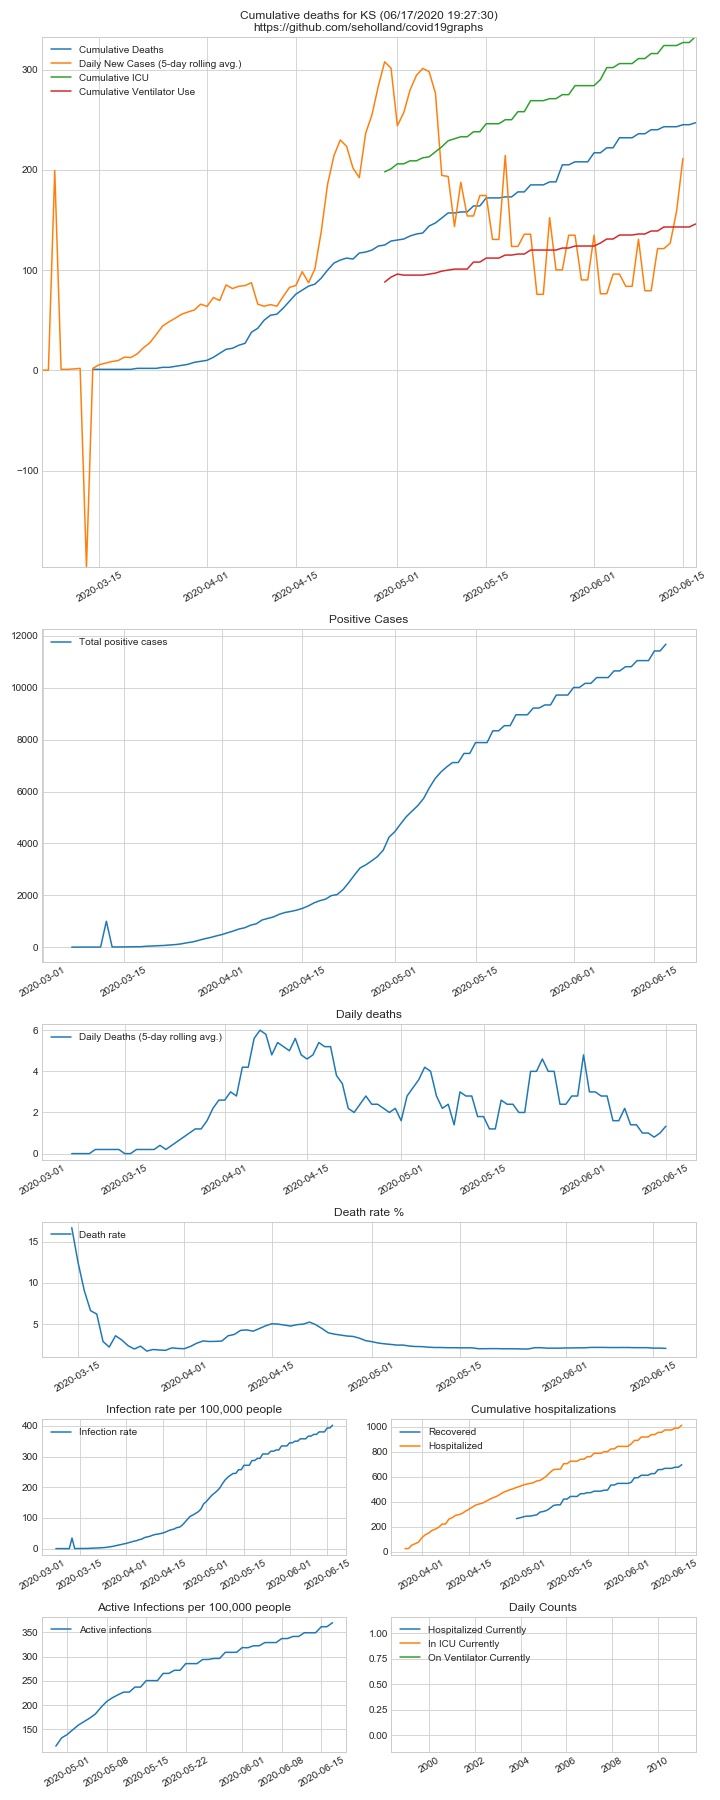 Cumulative deaths for KS (06/17/2020 19:27:30)
https://github.com/seholland/covid19graphs
Cumulative Deaths
Daily New Cases (5-day rolling avg.)
Cumulative ICU
Cumulative Ventilator Use
300
200
100
0
−100
2020-03-15 2020-04-01 2020-04-15 2020-05-01 2020-05-15 2020-06-01 2020-06-15
Positive Cases
Total positive cases
12000
10000
8000
6000
4000
2000
0
2020-03-01 2020-03-15 2020-04-01 2020-04-15 2020-05-01 2020-05-15 2020-06-01 2020-06-15
Daily deaths
Daily Deaths (5-day rolling avg.)
6
4
2
0
2020-03-01 2020-03-15 2020-04-01 2020-04-15 2020-05-01 2020-05-15 2020-06-01 2020-06-15
Death rate %
Death rate
15
10
5
2020-03-15 2020-04-01 2020-04-15 2020-05-01 2020-05-15 2020-06-01 2020-06-15
Infection rate per 100,000 people
Infection rate
400
300
200
100
0
2020-03-01 2020-03-15 2020-04-01 2020-04-15 2020-05-01 2020-05-15 2020-06-01 2020-06-15
Cumulative hospitalizations
Recovered
Hospitalized
1000
800
600
400
200
0
2020-04-01 2020-04-15 2020-05-01 2020-05-15 2020-06-01 2020-06-15
Active Infections per 100,000 people
Active infections
350
300
250
200
150
2020-05-01 2020-05-08 2020-05-15 2020-05-22 2020-06-01 2020-06-08 2020-06-15
Daily Counts
Hospitalized Currently
In ICU Currently
On Ventilator Currently
1.00
0.75
0.50
0.25
0.00
2000 2002 2004 2006 2008 2010